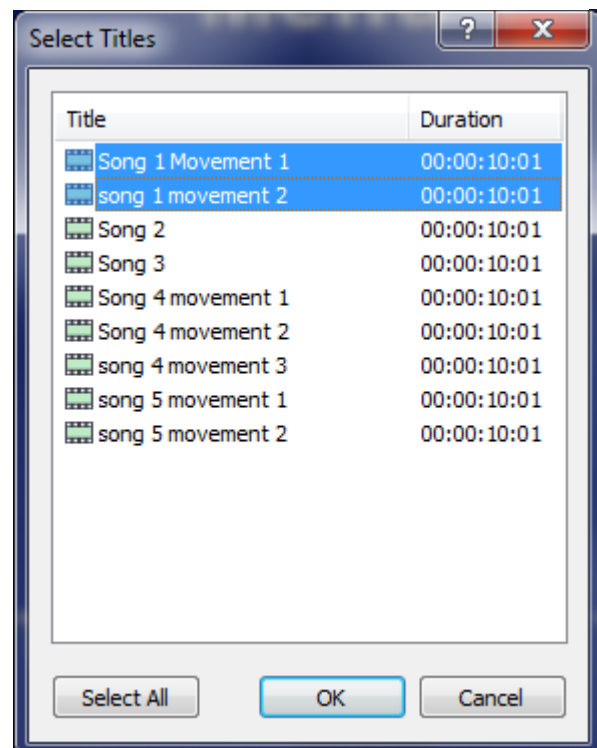 Select Titles ? X
Title Duration
Song 1 Movement 1 00:00:10:01
song 1 movement 2 00:00:10:01
Song 2 00:00:10:01
Song 3 00:00:10:01
Song 4 movement 1 00:00:10:01
Song 4 movement 2 00:00:10:01
song 4 movement 3 00:00:10:01
song 5 movement 1 00:00:10:01
song 5 movement 2 00:00:10:01
Select All OK Cancel